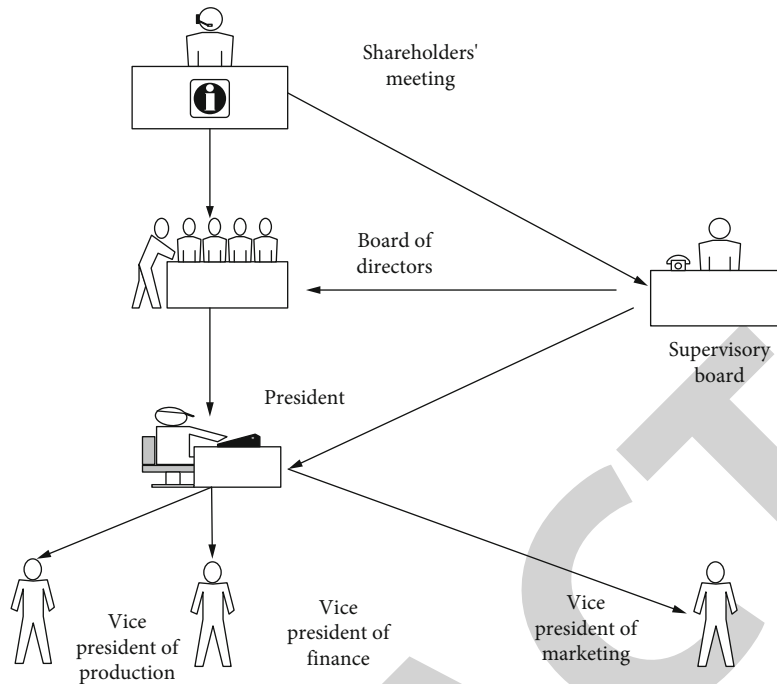 Shareholders'
meeting
Board of
directors
Supervisory
board
President
Vice
president of
production
Vice
president of
finance
Vice
president of
marketing